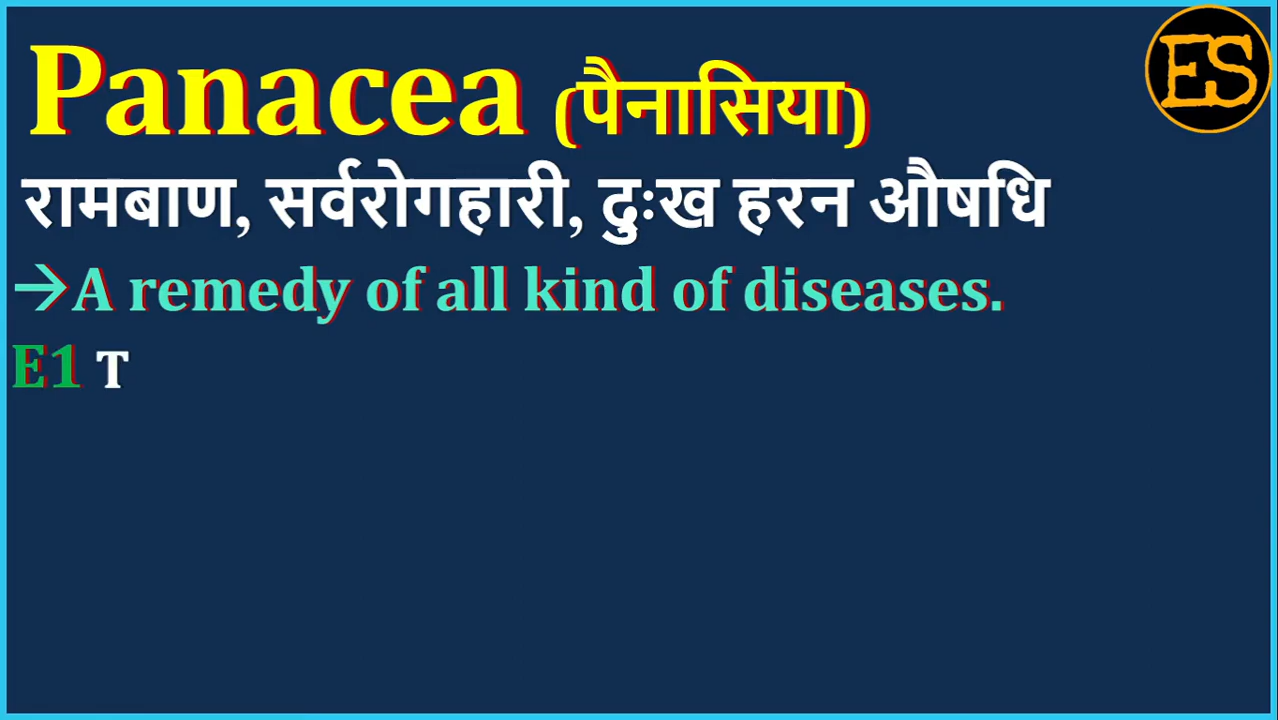 Panacea (पैनासिया)
ES
रामबाण, सर्वरोगहारी, दुःख हरन औषधि
→A remedy of all kind of diseases.
E1 T